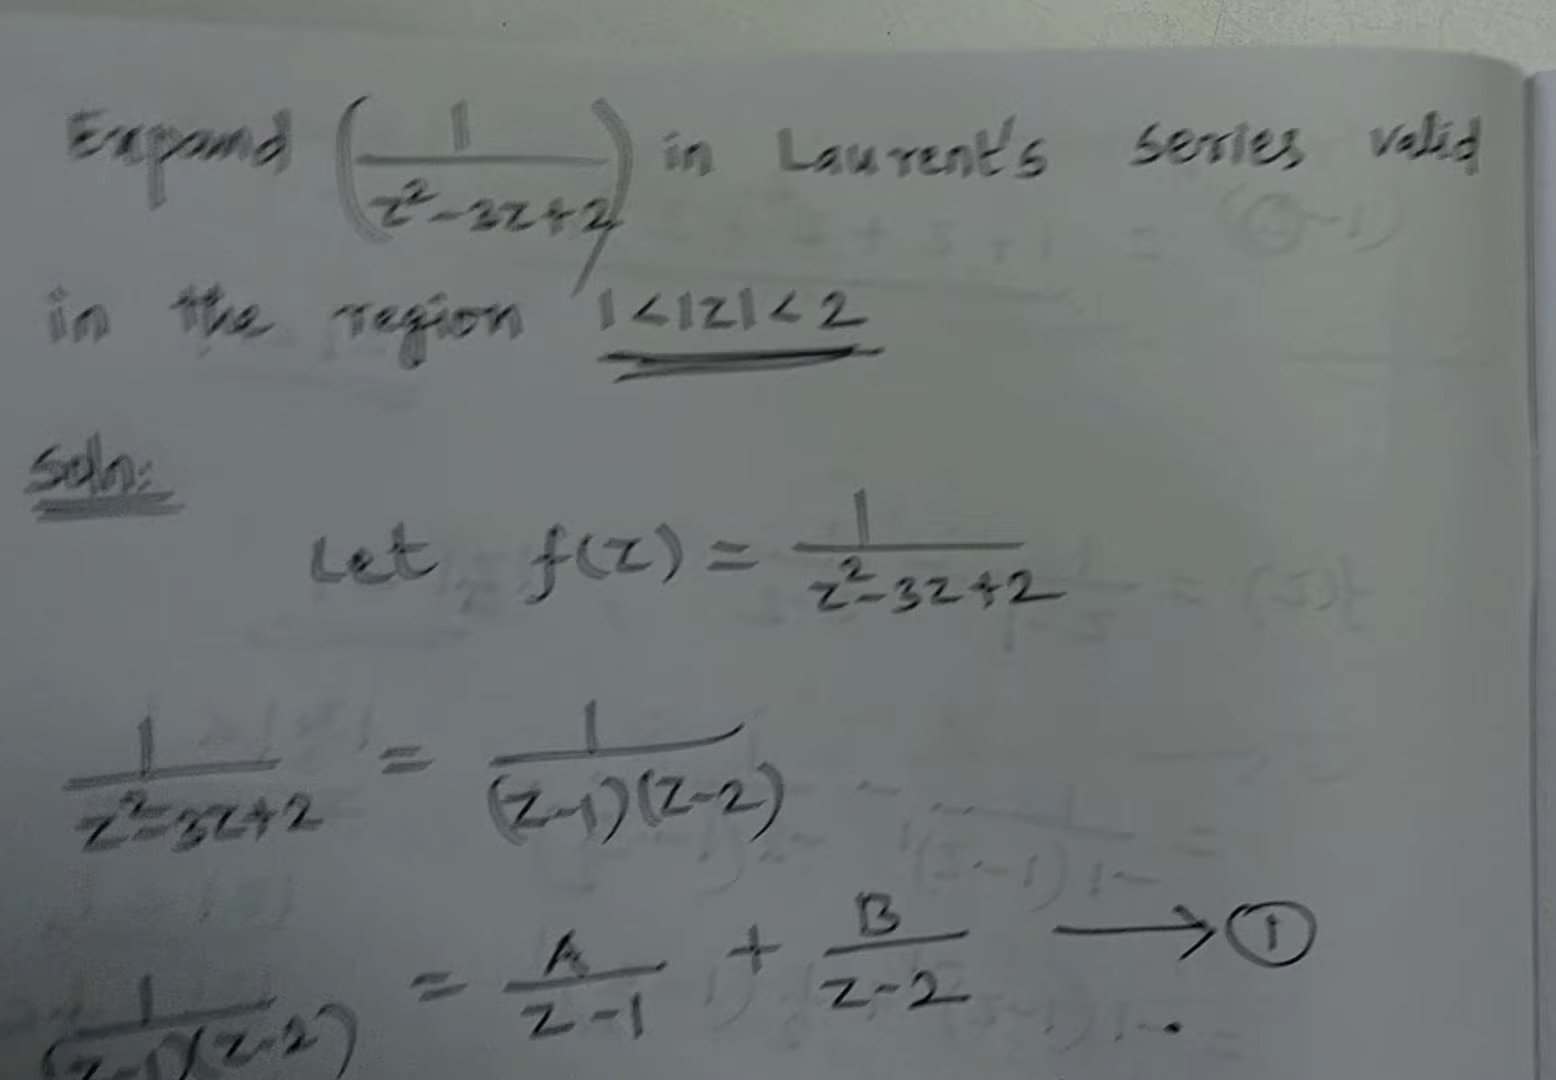 Expand (1/(z²-3z+2)) in Laurent's series valid
in the region 1<|z|<2
Soln:
Let f(z) = 1/(z²-3z+2)
1/(z²-3z+2) = 1/((z-1)(z-2))
1/((z-1)(z-2)) = A/(z-1) + B/(z-2) → ①